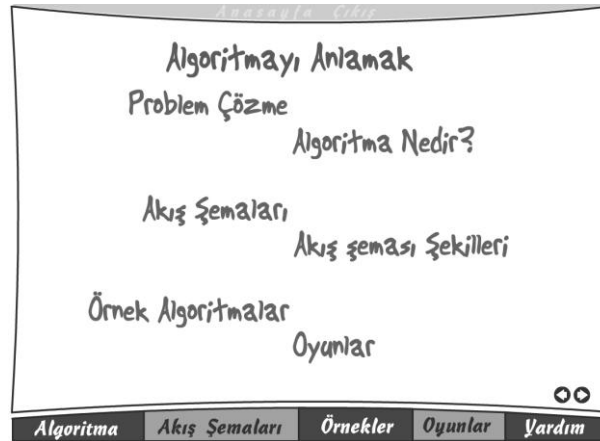 Anasayfa Çıkış
Algoritmayı Anlamak
Problem Çözme
Algoritma Nedir?
Akış Şemaları
Akış şeması Şekilleri
Örnek Algoritmalar
Oyunlar
Algoritma Akış Şemaları Örnekler Oyunlar Yardım